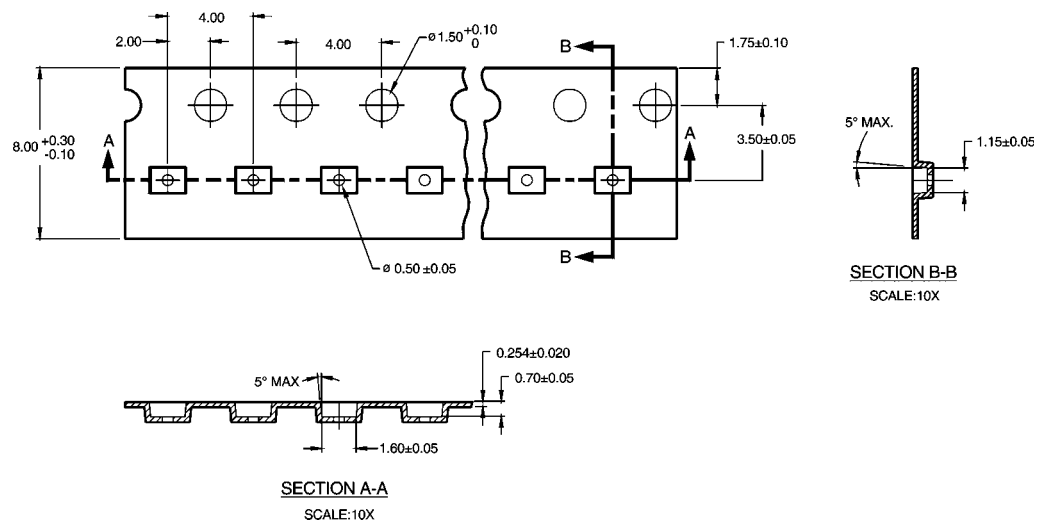 4.00
2.00
4.00
ø1.50 +0.10 0
B
1.75±0.10
8.00 +0.30 -0.10
A
A
3.50±0.05
5° MAX.
1.15±0.05
B
ø 0.50 ±0.05
SECTION B-B
SCALE:10X
0.254±0.020
5° MAX
0.70±0.05
1.60±0.05
SECTION A-A
SCALE:10X